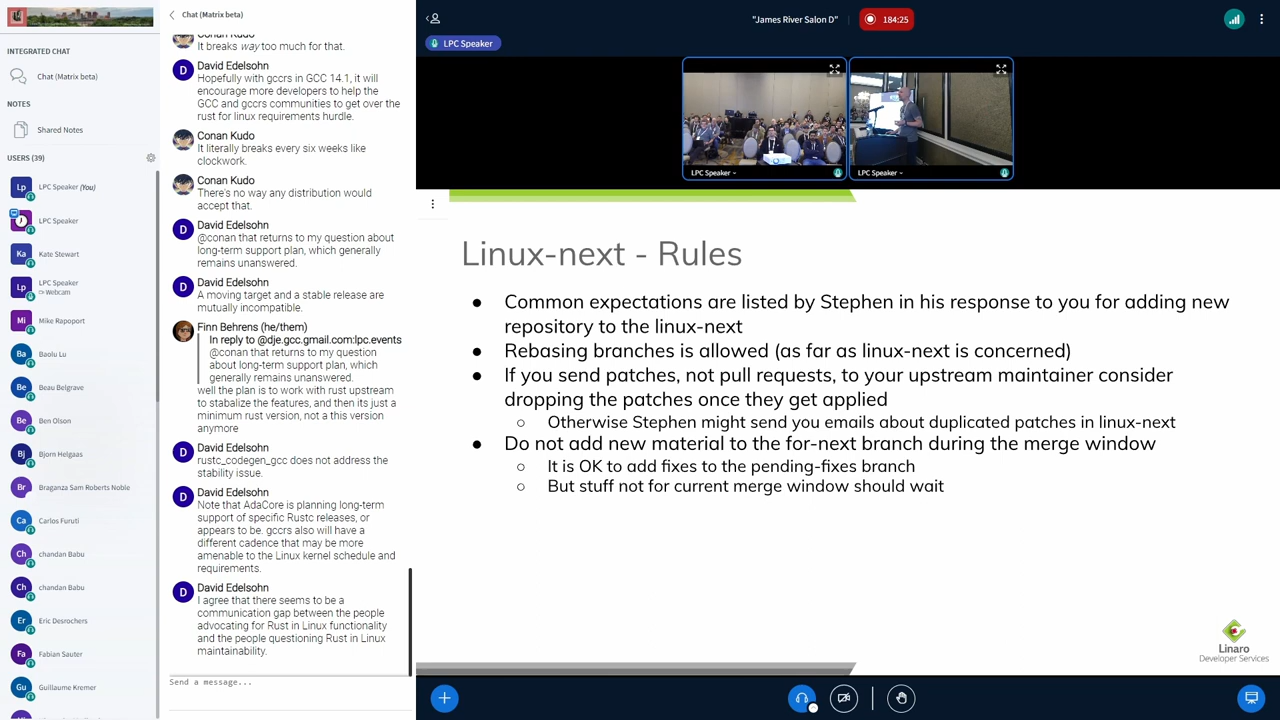 INTEGRATED CHAT
Chat (Matrix beta)
NOTES
Shared Notes
USERS (39)
Lp LPC Speaker (You)
LPC Speaker
Ka Kate Stewart
Lp LPC Speaker
Webcam
Mi Mike Rapoport
Ba Baolu Lu
Be Beau Belgrave
Be Ben Olson
Bj Bjorn Helgaas
Br Braganza Sam Roberts Noble
Ca Carlos Furuti
Ch chandan Babu
Ch chandan Babu
Er Eric Desrochers
Fa Fabian Sauter
Gu Guillaume Kremer
Chat (Matrix beta)
Conan Kudo
It breaks way too much for that.
D David Edelsohn
Hopefully with gccrs in GCC 14.1, it will
encourage more developers to help the
GCC and gccrs communities to get over the
rust for linux requirements hurdle.
Conan Kudo
It literally breaks every six weeks like
clockwork.
Conan Kudo
There's no way any distribution would
accept that.
D David Edelsohn
@conan that returns to my question about
long-term support plan, which generally
remains unanswered.
D David Edelsohn
A moving target and a stable release are
mutually incompatible.
Finn Behrens (he/them)
In reply to @dje.gcc.gmail.com:lpc.events
@conan that returns to my question
about long-term support plan, which
generally remains unanswered.
well the plan is to work with rust upstream
to stabalize the features, and then its just a
minimum rust version, not a this version
anymore
D David Edelsohn
rustc_codegen_gcc does not address the
stability issue.
D David Edelsohn
Note that AdaCore is planning long-term
support of specific Rustc releases, or
appears to be. gccrs also will have a
different cadence that may be more
amenable to the Linux kernel schedule and
requirements.
D David Edelsohn
I agree that there seems to be a
communication gap between the people
advocating for Rust in Linux functionality
and the people questioning Rust in Linux
maintainability.
Send a message...
"James River Salon D"
184:25
LPC Speaker
LPC Speaker
LPC Speaker
Linux-next - Rules
● Common expectations are listed by Stephen in his response to you for adding new
repository to the linux-next
● Rebasing branches is allowed (as far as linux-next is concerned)
● If you send patches, not pull requests, to your upstream maintainer consider
dropping the patches once they get applied
○ Otherwise Stephen might send you emails about duplicated patches in linux-next
● Do not add new material to the for-next branch during the merge window
○ It is OK to add fixes to the pending-fixes branch
○ But stuff not for current merge window should wait
Linaro
Developer Services